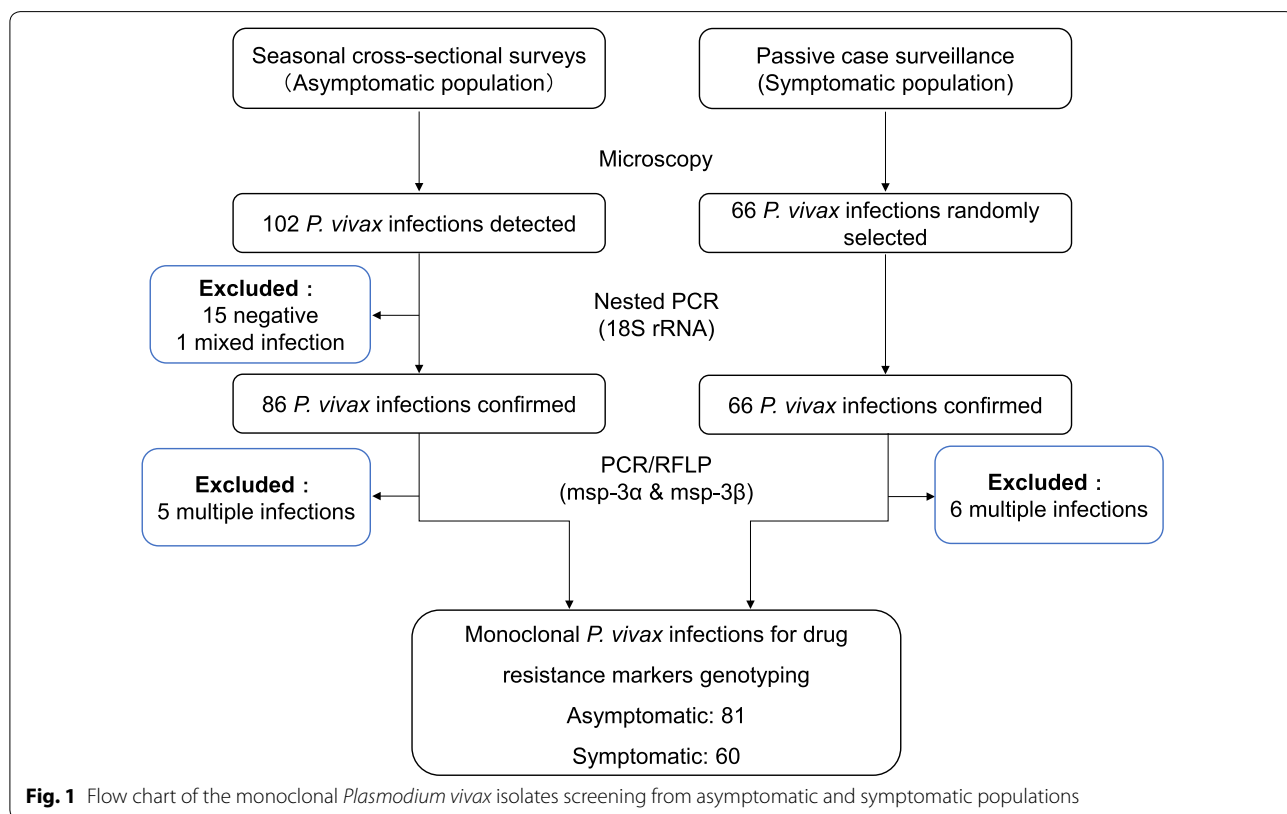 Seasonal cross-sectional surveys
（Asymptomatic population）
Passive case surveillance
(Symptomatic population)
Microscopy
102 P. vivax infections detected
66 P. vivax infections randomly
selected
Excluded：
15 negative
1 mixed infection
Nested PCR
(18S rRNA)
86 P. vivax infections confirmed
66 P. vivax infections confirmed
Excluded：
5 multiple infections
PCR/RFLP
(msp-3α & msp-3β)
Excluded：
6 multiple infections
Monoclonal P. vivax infections for drug
resistance markers genotyping
Asymptomatic: 81
Symptomatic: 60
Fig. 1 Flow chart of the monoclonal Plasmodium vivax isolates screening from asymptomatic and symptomatic populations